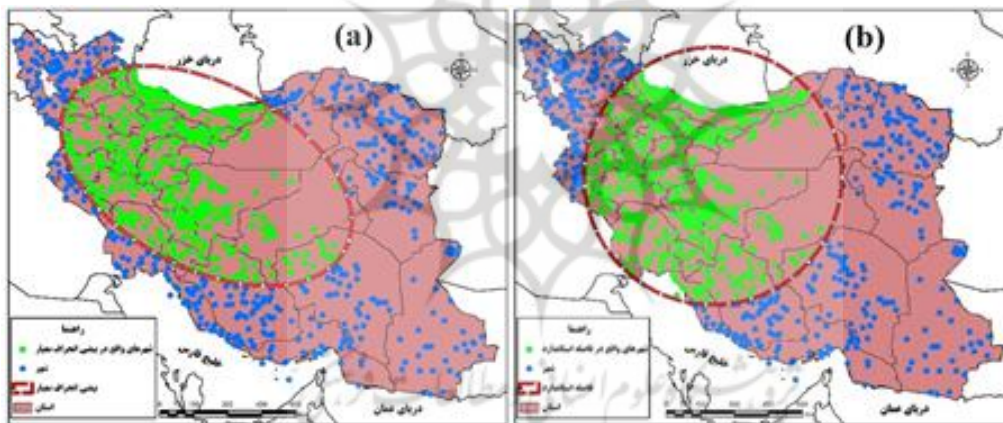 (a)
دریای خزر
خلیج فارس
دریای عمان
راهنما
شهرهای واقع در بیضی انحراف معیار
شهر
بیضی انحراف معیار
استان
(b)
دریای خزر
خلیج فارس
دریای عمان
راهنما
شهرهای واقع در فاصله استاندارد
شهر
فاصله استاندارد
استان